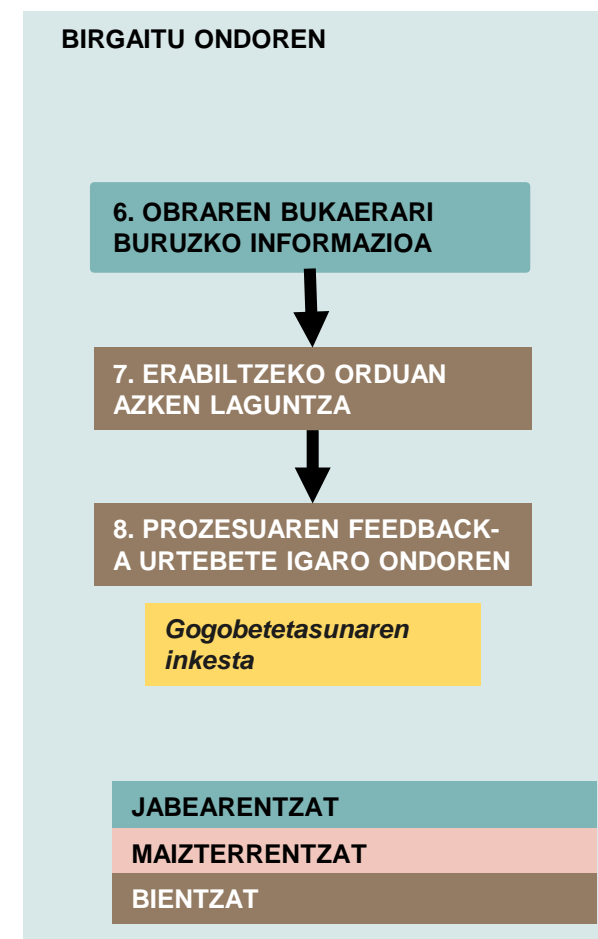 BIRGAITU ONDOREN
6. OBRAREN BUKAERARI
BURUZKO INFORMAZIOA
7. ERABILTZEKO ORDUAN
AZKEN LAGUNTZA
8. PROZESUAREN FEEDBACK-
A URTEBETE IGARO ONDOREN
Gogobetetasunaren
inkesta
JABEARENTZAT
MAIZTERRENTZAT
BIENTZAT